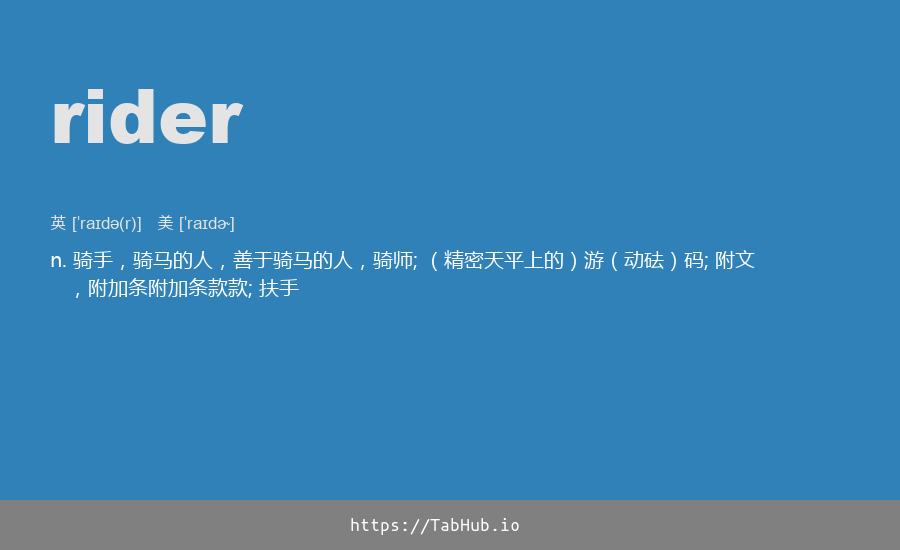 rider
英 [ˈraɪdə(r)] 美 [ˈraɪdɚ]
n. 骑手，骑马的人，善于骑马的人，骑师; （精密天平上的）游（动砝）码; 附文
，附加条附加条款款; 扶手
https://TabHub.io